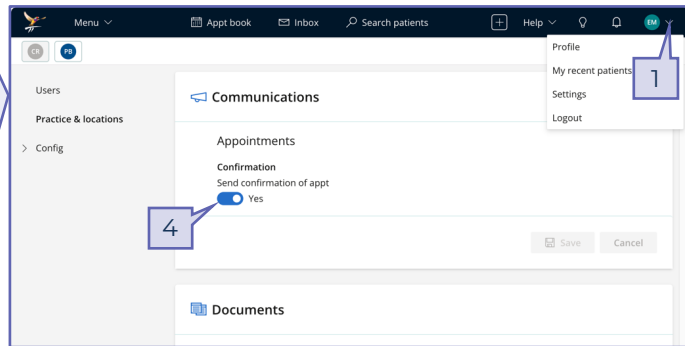 Menu
Appt book
Inbox
Search patients
Help
EM
CR
PB
Profile
My recent patients
Settings
Logout
1
Users
Practice & locations
Config
Communications
Appointments
Confirmation
Send confirmation of appt
Yes
4
Save
Cancel
Documents